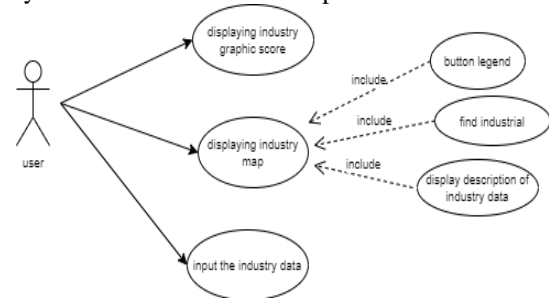 displaying industry
graphic score
button legend
include
include
find industrial
user
displaying industry
map
include
display description of
industry data
input the industry data